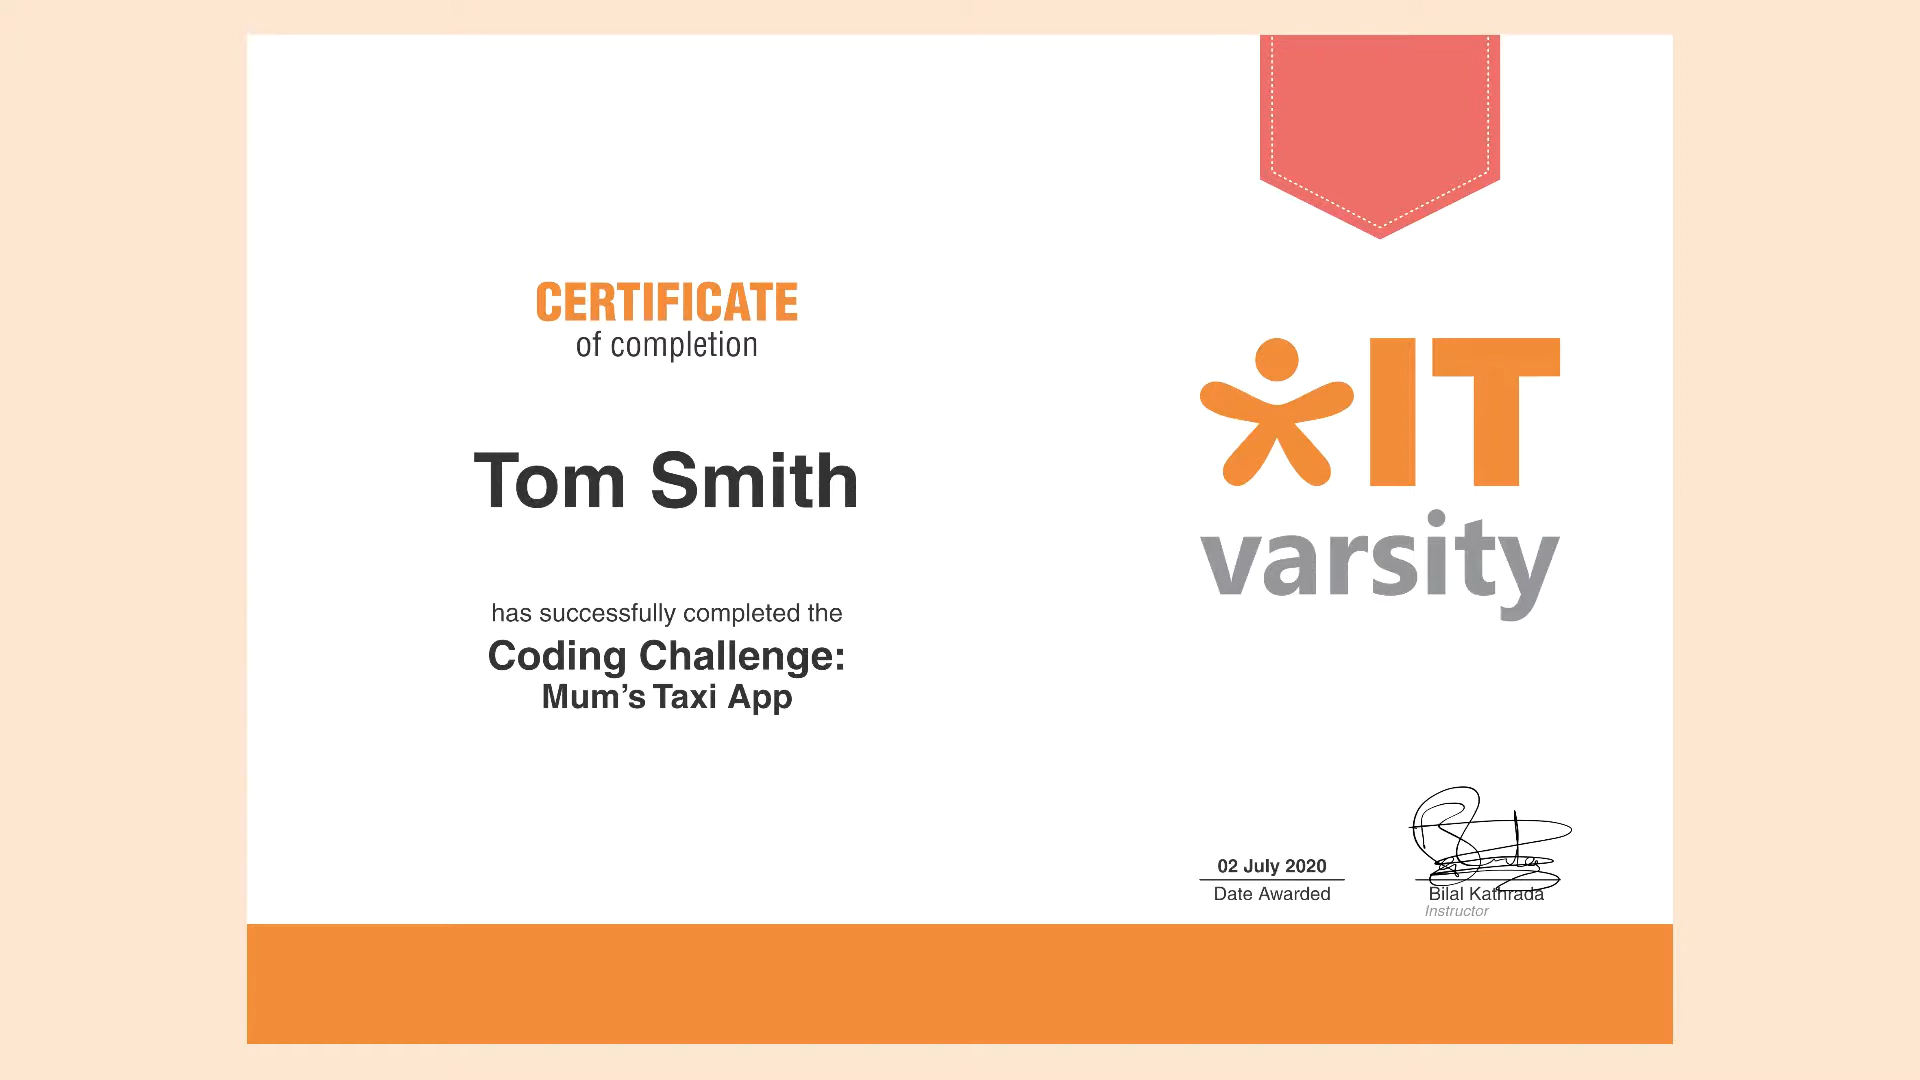 CERTIFICATE
of completion
Tom Smith
has successfully completed the
Coding Challenge:
Mum’s Taxi App
IT
varsity
02 July 2020
Date Awarded
Bilal Kathrada
Instructor